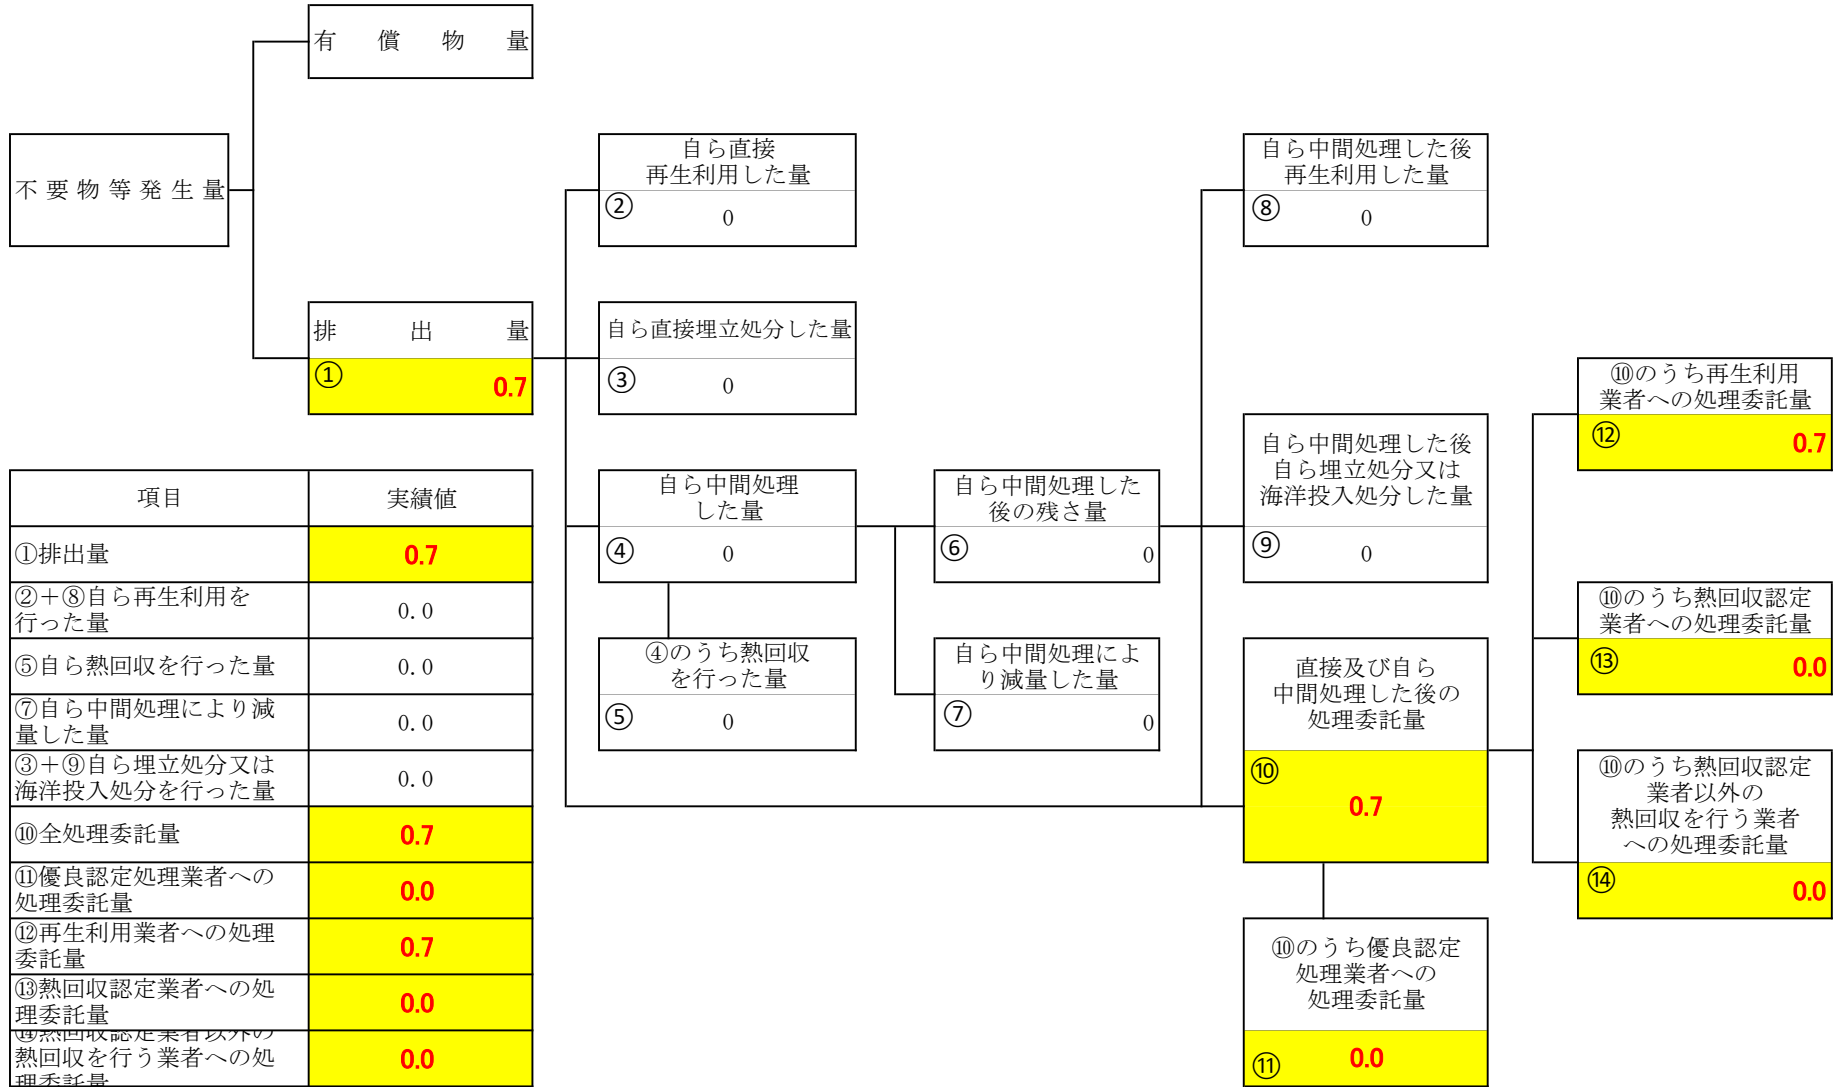 有償物量
不要物等発生量
排出量
①
0.7
自ら直接
再生利用した量
②
0
自ら直接埋立処分した量
③
0
自ら中間処理
した量
④
0
④のうち熱回収
を行った量
⑤
0
自ら中間処理した
後の残さ量
⑥
0
自ら中間処理によ
り減量した量
⑦
0
自ら中間処理した後
再生利用した量
⑧
0
自ら中間処理した後
自ら埋立処分又は
海洋投入処分した量
⑨
0
直接及び自ら
中間処理した後の
処理委託量
⑩
0.7
⑩のうち優良認定
処理業者への
処理委託量
⑪
0.0
⑩のうち再生利用
業者への処理委託量
⑫
0.7
⑩のうち熱回収認定
業者への処理委託量
⑬
0.0
⑩のうち熱回収認定
業者以外の
熱回収を行う業者
への処理委託量
⑭
0.0
項目
実績値
①排出量
0.7
②＋⑧自ら再生利用を
行った量
0.0
⑤自ら熱回収を行った量
0.0
⑦自ら中間処理により減
量した量
0.0
③＋⑨自ら埋立処分又は
海洋投入処分を行った量
0.0
⑩全処理委託量
0.7
⑪優良認定処理業者への
処理委託量
0.0
⑫再生利用業者への処理
委託量
0.7
⑬熱回収認定業者への処
理委託量
0.0
⑭熱回収認定業者以外の
熱回収を行う業者への処
理委託量
0.0